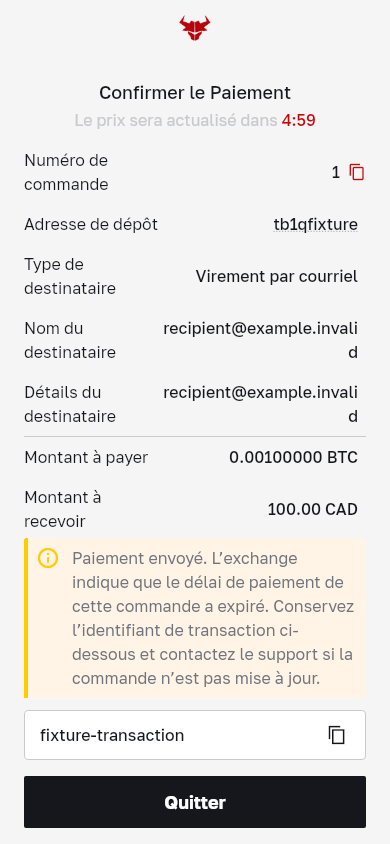 Confirmer le Paiement
Le prix sera actualisé dans 4:59
Numéro de
commande
1
Adresse de dépôt
tb1qfixture
Type de
destinataire
Virement par courriel
Nom du
destinataire
recipient@example.invali
d
Détails du
destinataire
recipient@example.invali
d
Montant à payer
0.00100000 BTC
Montant à
recevoir
100.00 CAD
Paiement envoyé. L’exchange
indique que le délai de paiement de
cette commande a expiré. Conservez
l’identifiant de transaction ci-
dessous et contactez le support si la
commande n’est pas mise à jour.
fixture-transaction
Quitter